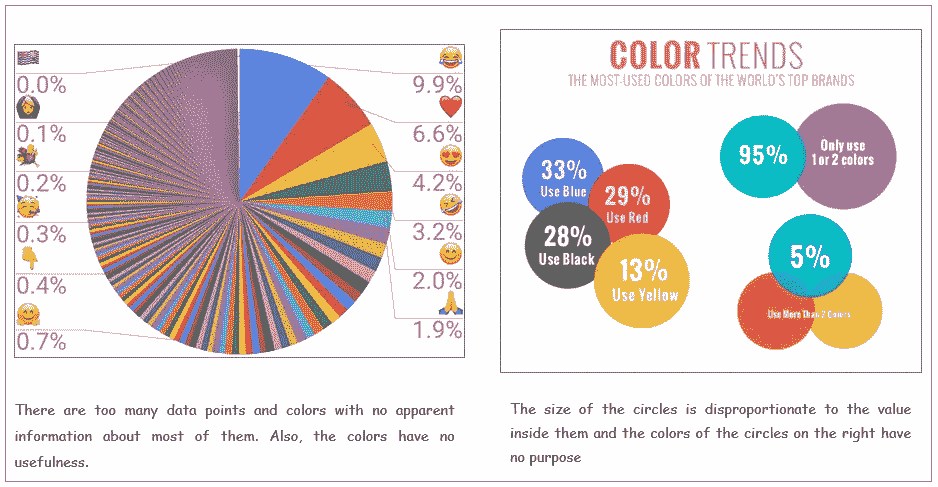 0.0%
0.1%
0.2%
0.3%
0.4%
0.7%
9.9%
6.6%
4.2%
3.2%
2.0%
1.9%
There are too many data points and colors with no apparent
information about most of them. Also, the colors have no
usefulness.
COLOR TRENDS
THE MOST-USED COLORS OF THE WORLD'S TOP BRANDS
33%
Use Blue
29%
Use Red
28%
Use Black
13%
Use Yellow
95%
Only use
1 or 2 colors
5%
Use More Than 2 Colors
The size of the circles is disproportionate to the value
inside them and the colors of the circles on the right have
no purpose